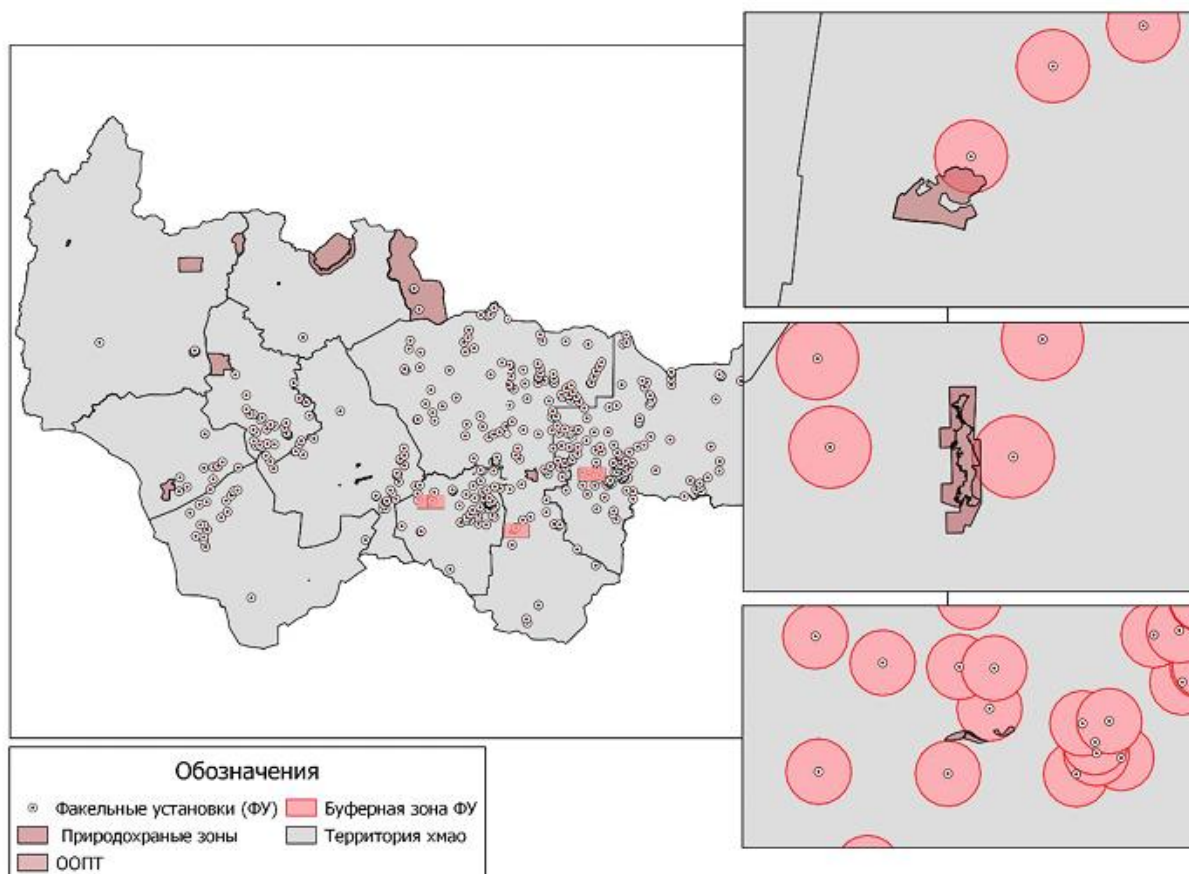 Обозначения
Факельные установки (ФУ)
Буферная зона ФУ
Природохраные зоны
Территория хмао
ООПТ